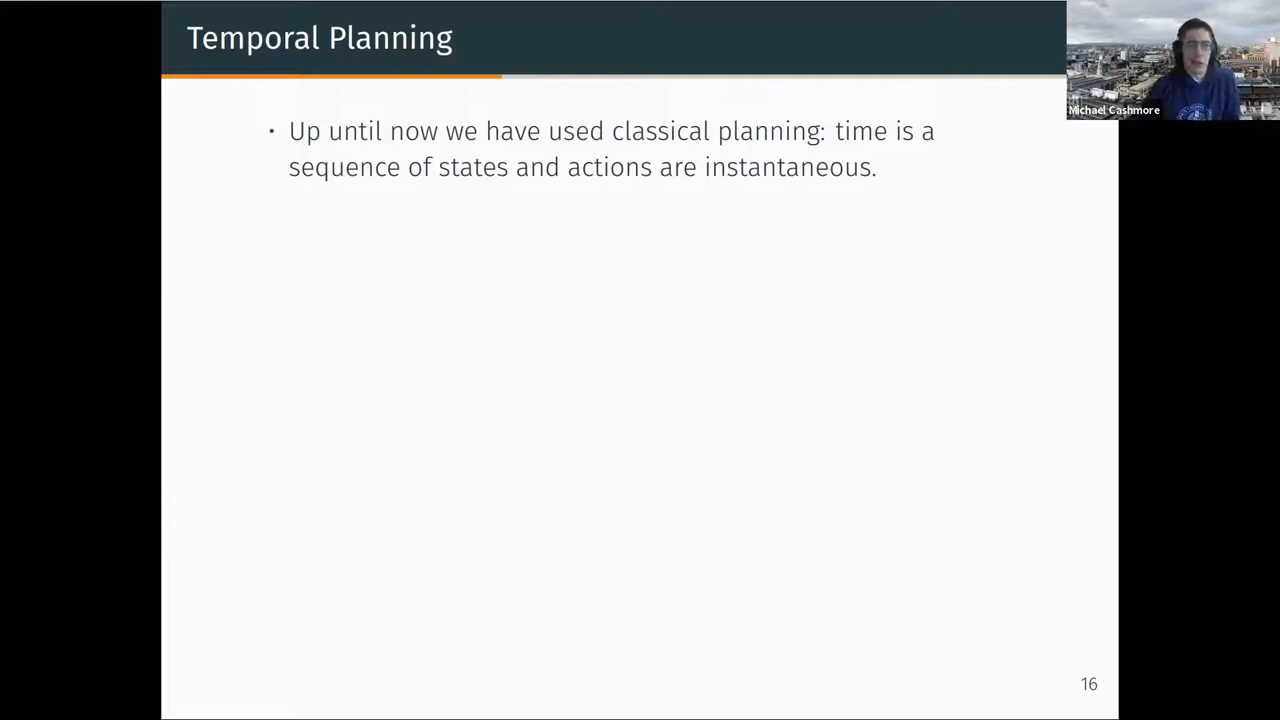 Temporal Planning
Michael Cashmore
· Up until now we have used classical planning: time is a
sequence of states and actions are instantaneous.
16